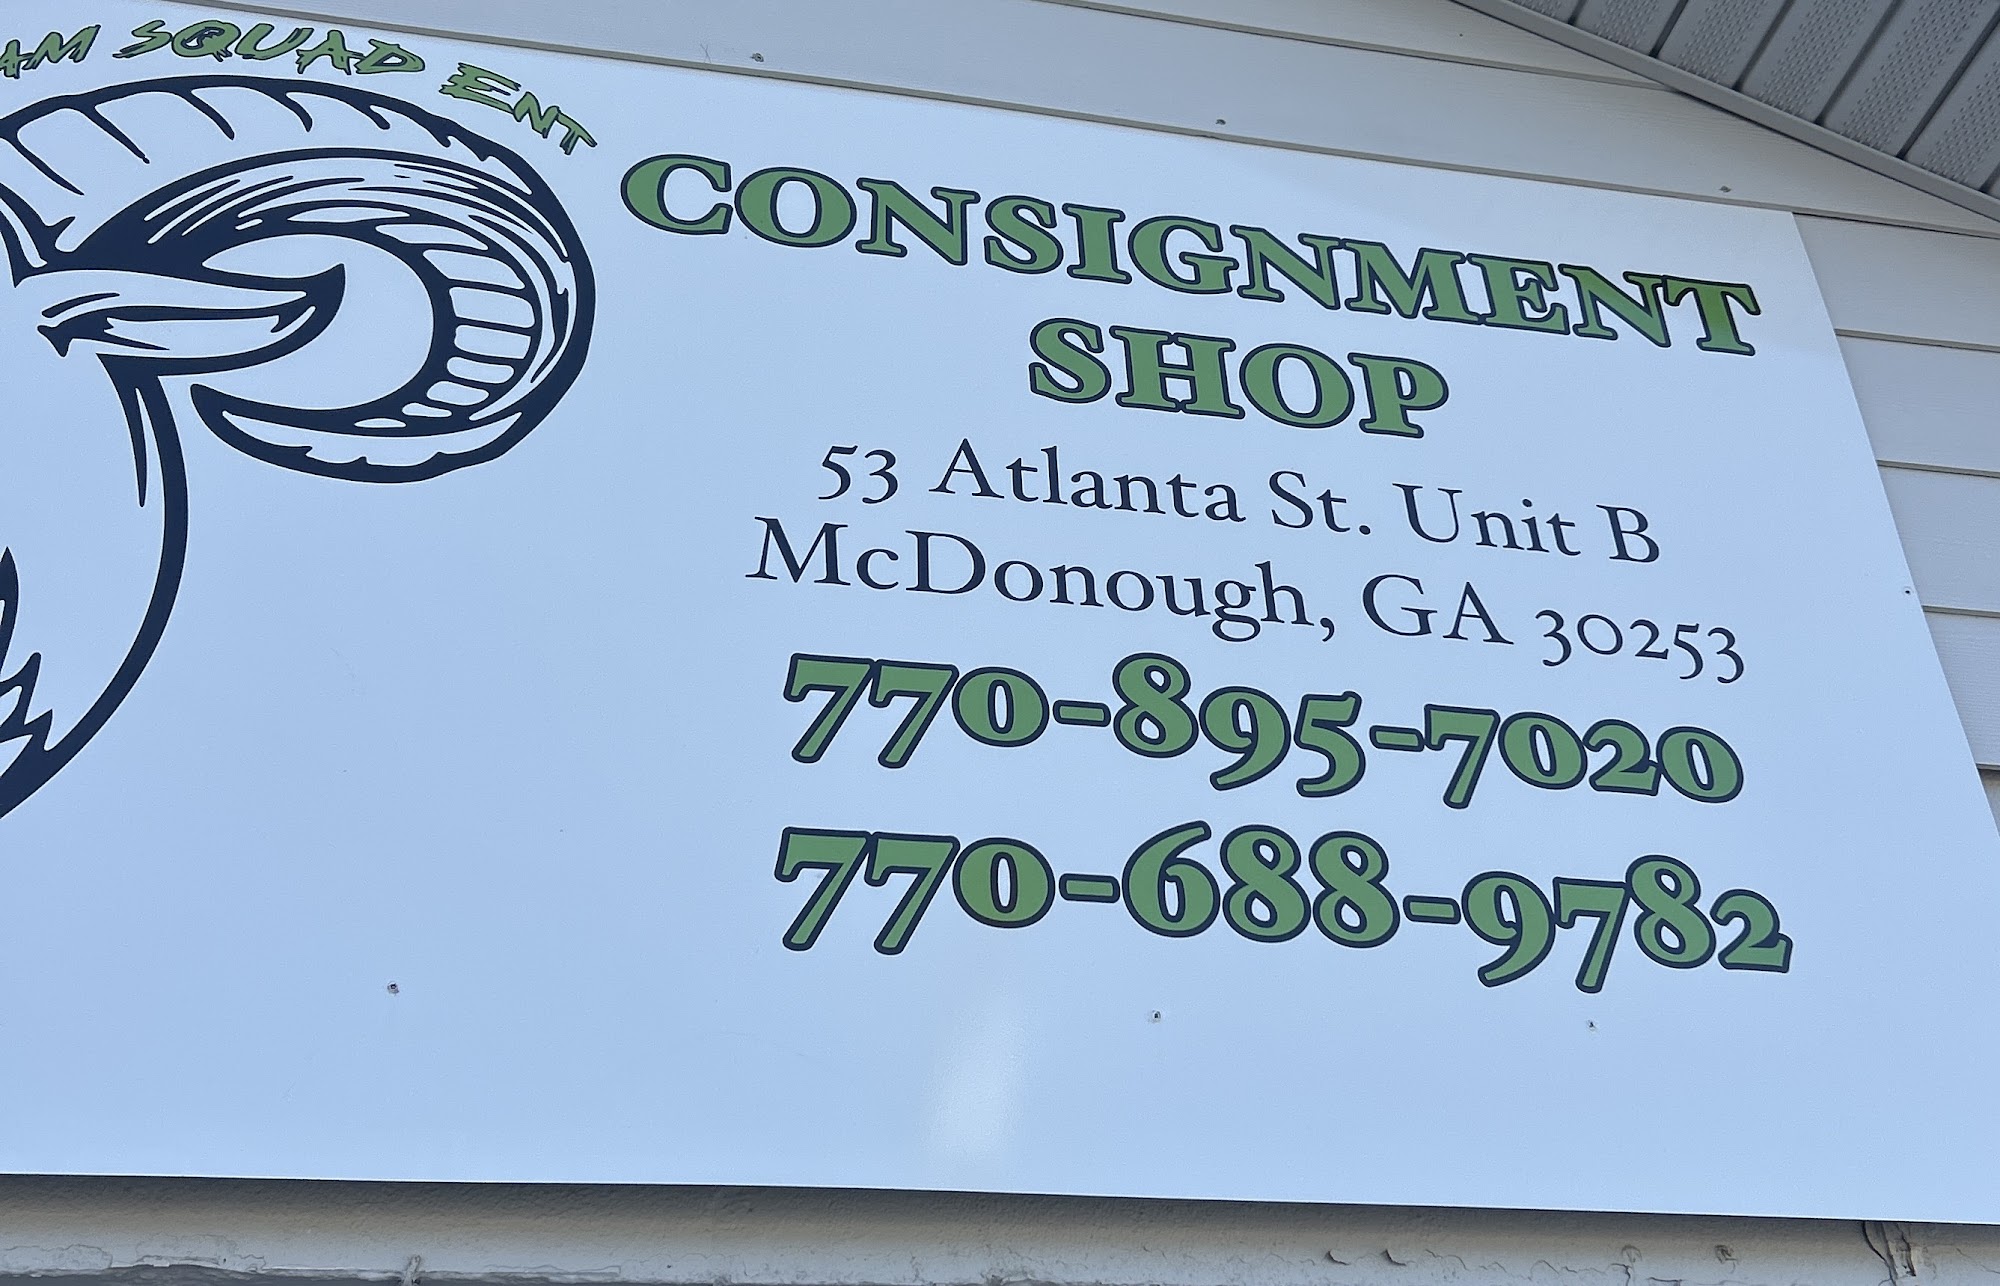 SQUAD ENT
CONSIGNMENT
SHOP
53 Atlanta St. Unit B
McDonough, GA 30253
770-895-7020
770-688-9782